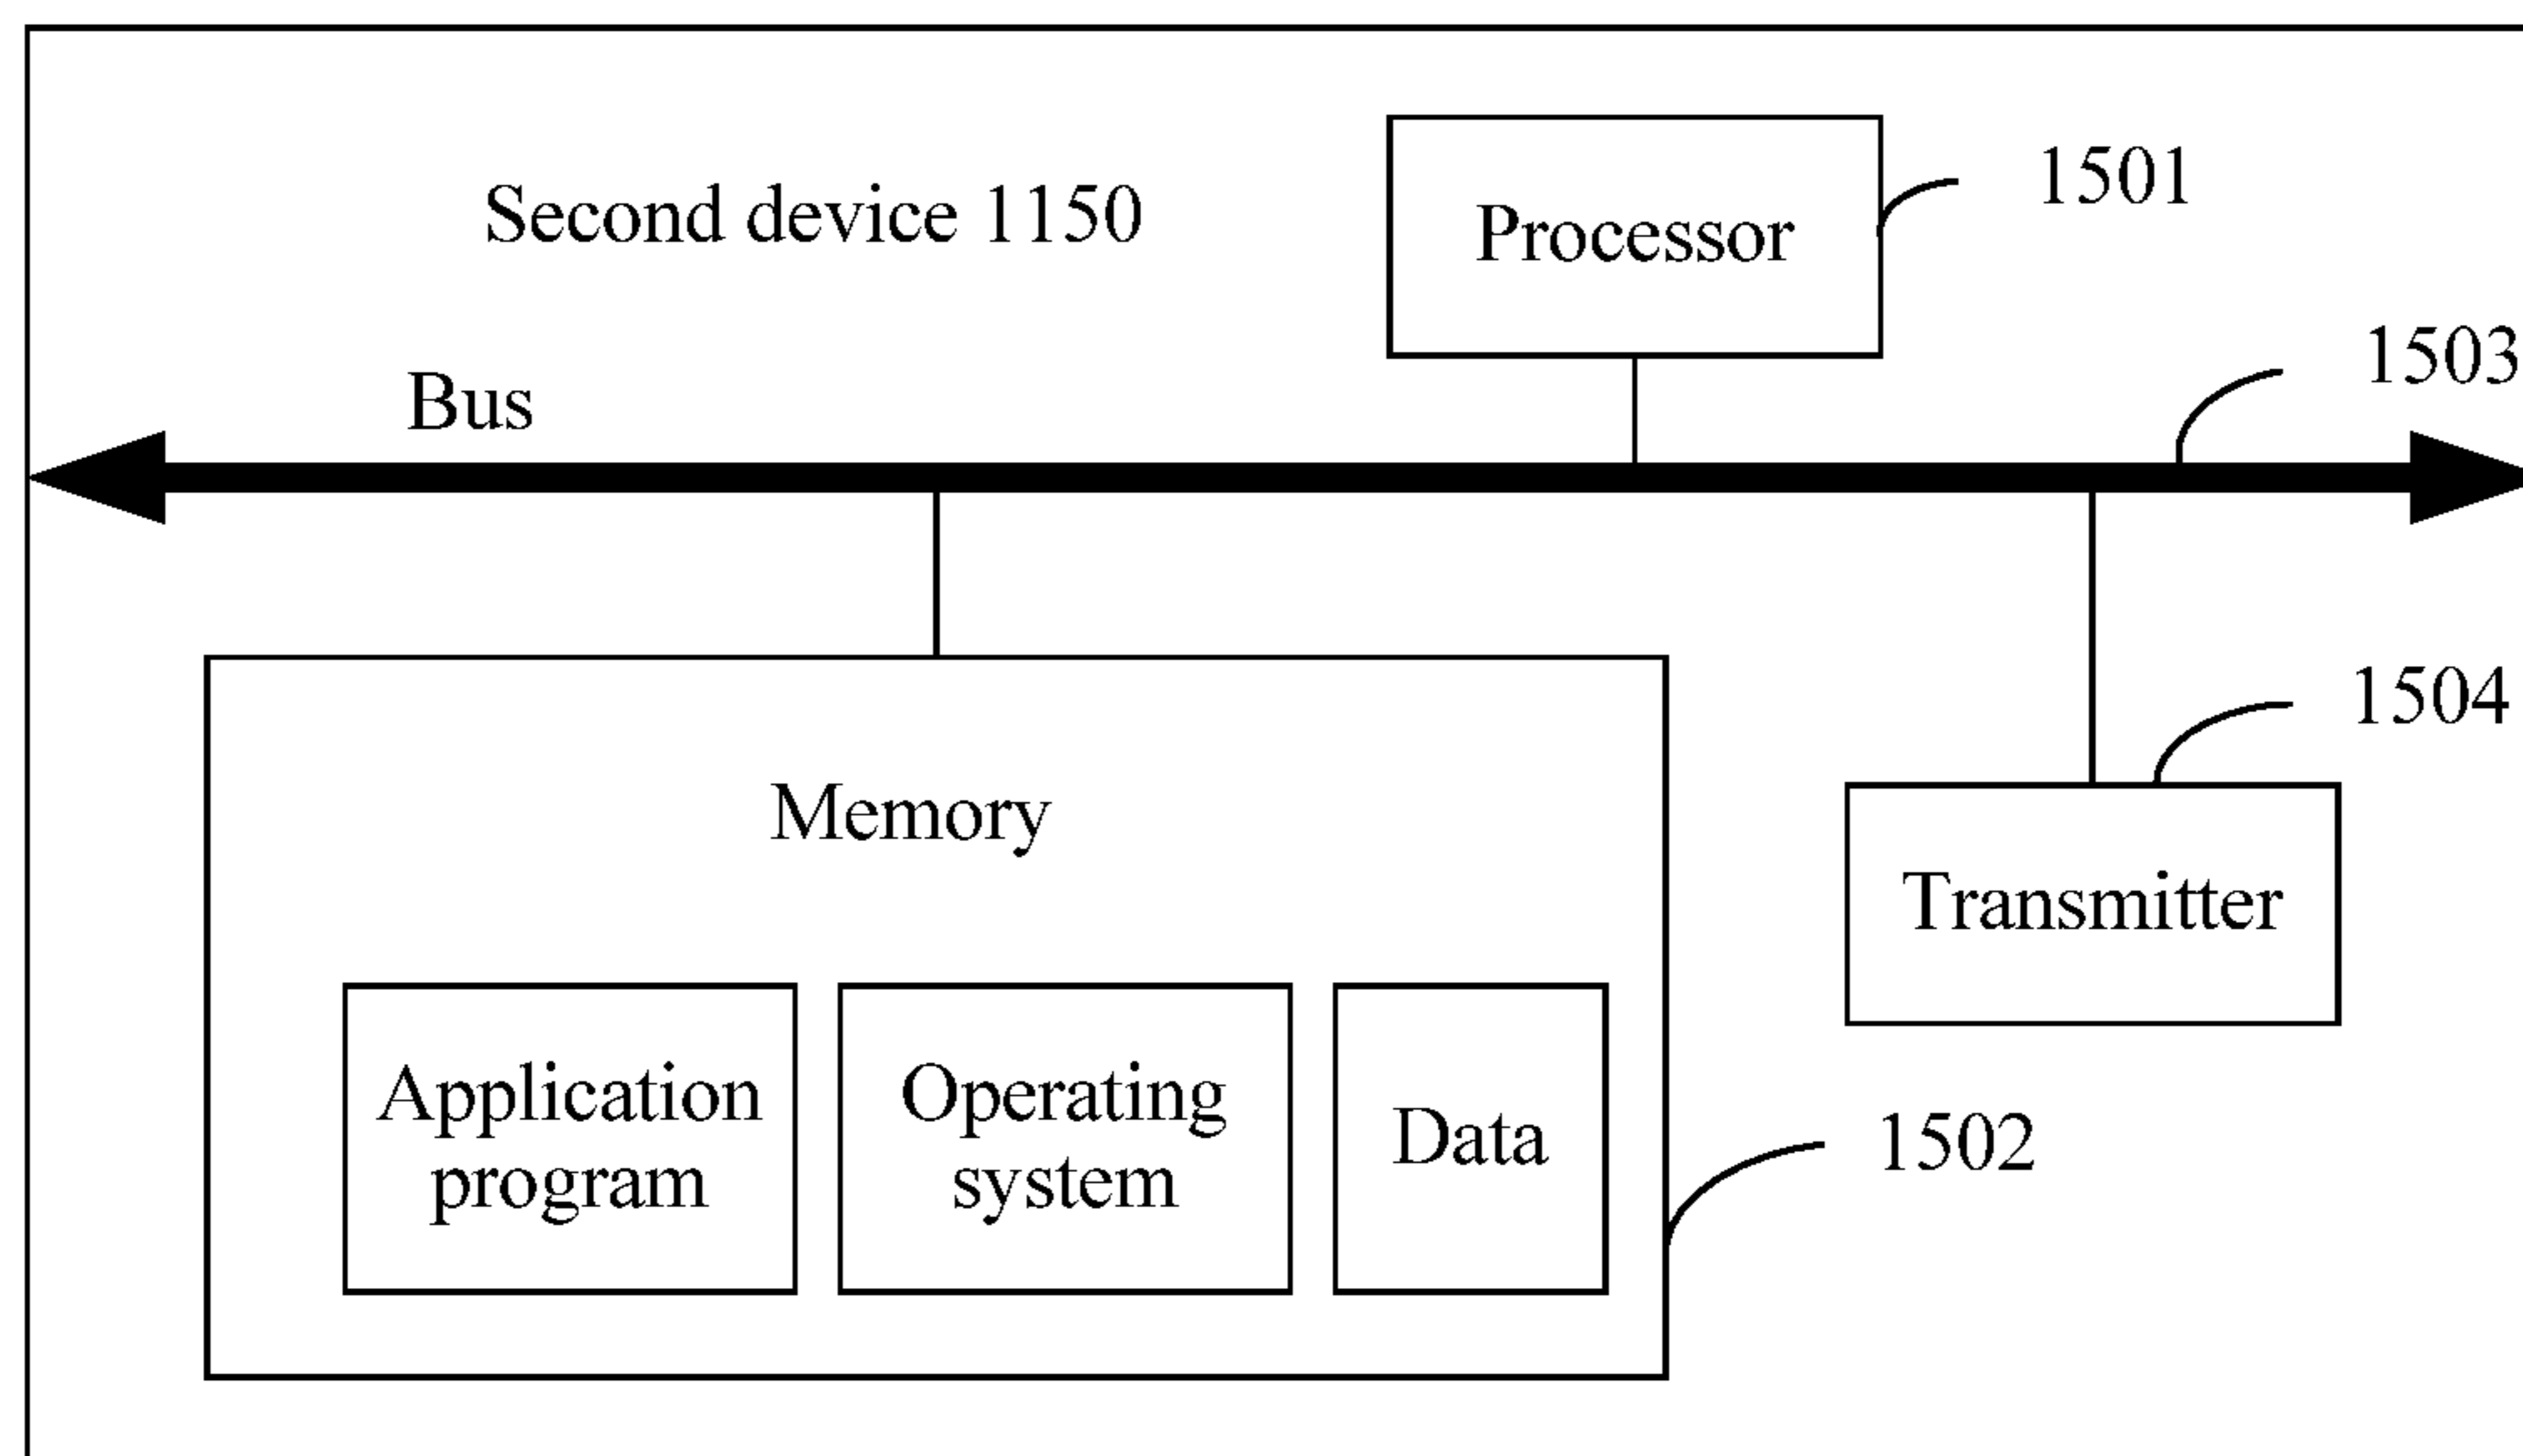 Second device 1150
Processor
1501
1503
Bus
1504
Memory
Transmitter
Application
program
Operating
system
Data
1502